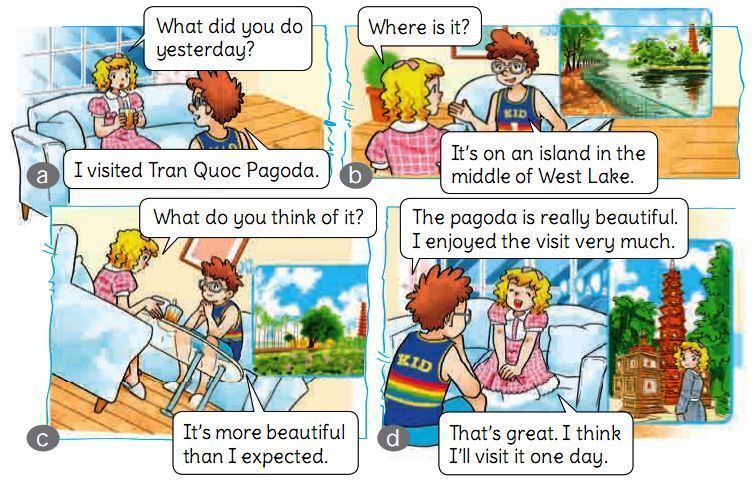 What did you do
yesterday?
a
I visited Tran Quoc Pagoda.
Where is it?
KID
1
b
It's on an island in the
middle of West Lake.
What do you think of it?
c
It's more beautiful
than I expected.
The pagoda is really beautiful.
I enjoyed the visit very much.
KID
d
That's great. I think
I'll visit it one day.